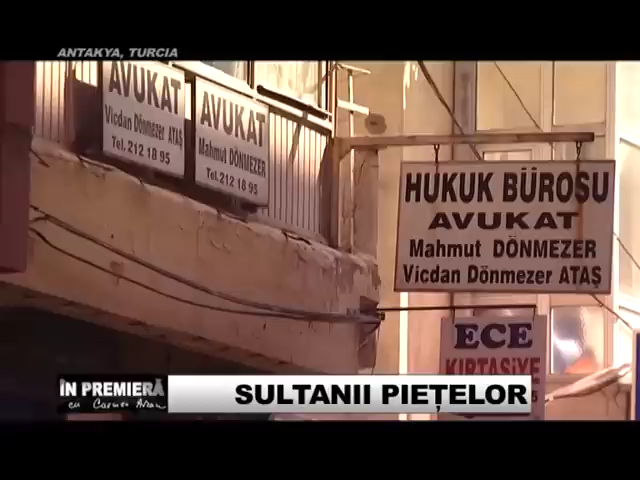 ANTAKYA, TURCIA
AVUKAT
Vicdan Dönmezer ATAŞ
Tel.212 18 95
AVUKAT
Mahmut DÖNMEZER
Tel.212 18 95
HUKUK BÜROSU
AVUKAT
Mahmut DÖNMEZER
Vicdan Dönmezer ATAŞ
ECE
KIRTASİYE
ÎN PREMIERĂ
cu Carmen Avram
SULTANII PIEȚELOR